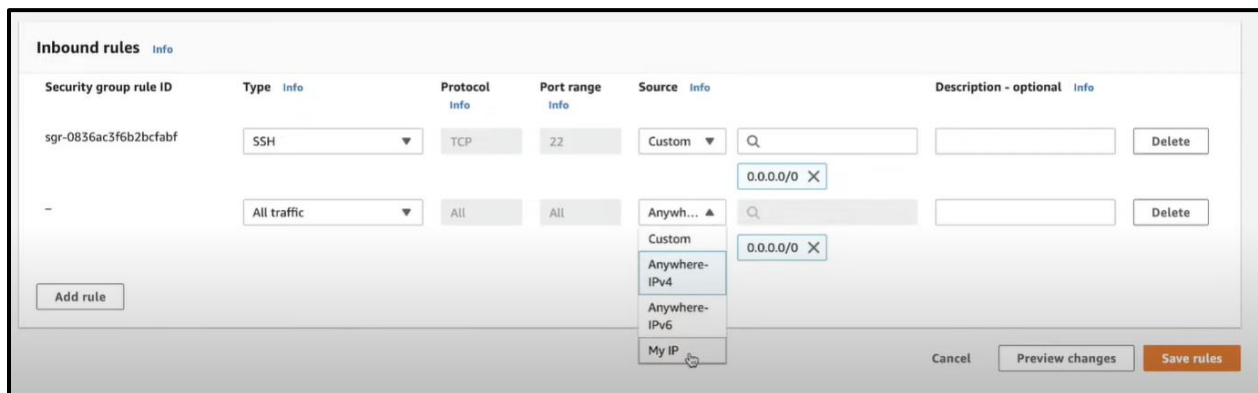 Inbound rules Info
Security group rule ID Type Info Protocol Info Port range Info Source Info Description - optional Info
sgr-0836ac3f6b2bcfabf SSH TCP 22 Custom Delete
0.0.0.0/0
– All traffic All All Anywh... Delete
0.0.0.0/0
Custom
Anywhere-
IPv4
Anywhere-
IPv6
My IP
Add rule
Cancel Preview changes Save rules